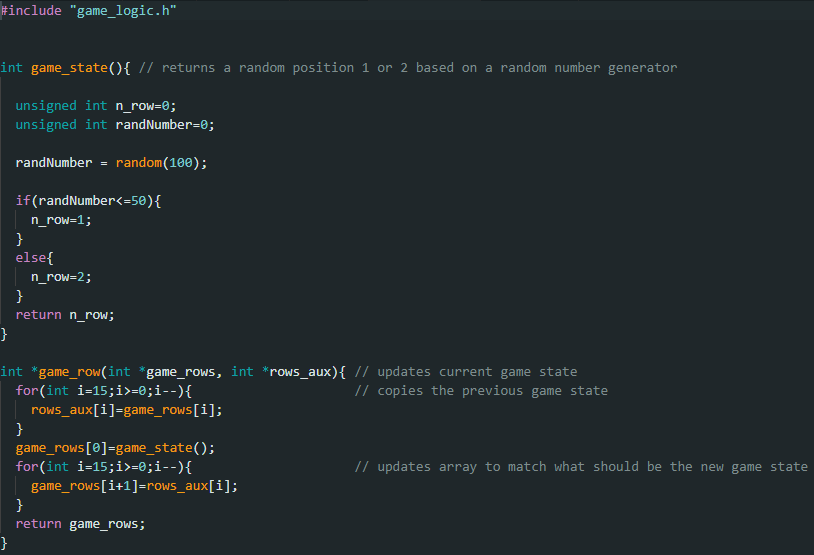 #include "game_logic.h"
int game_state(){ // returns a random position 1 or 2 based on a random number generator
unsigned int n_row=0;
unsigned int randNumber=0;
randNumber = random(100);
if(randNumber<=50){
n_row=1;
}
else{
n_row=2;
}
return n_row;
}
int *game_row(int *game_rows, int *rows_aux){ // updates current game state
for(int i=15;i>=0;i--){ // copies the previous game state
rows_aux[i]=game_rows[i];
}
game_rows[0]=game_state();
for(int i=15;i>=0;i--){ // updates array to match what should be the new game state
game_rows[i+1]=rows_aux[i];
}
return game_rows;
}